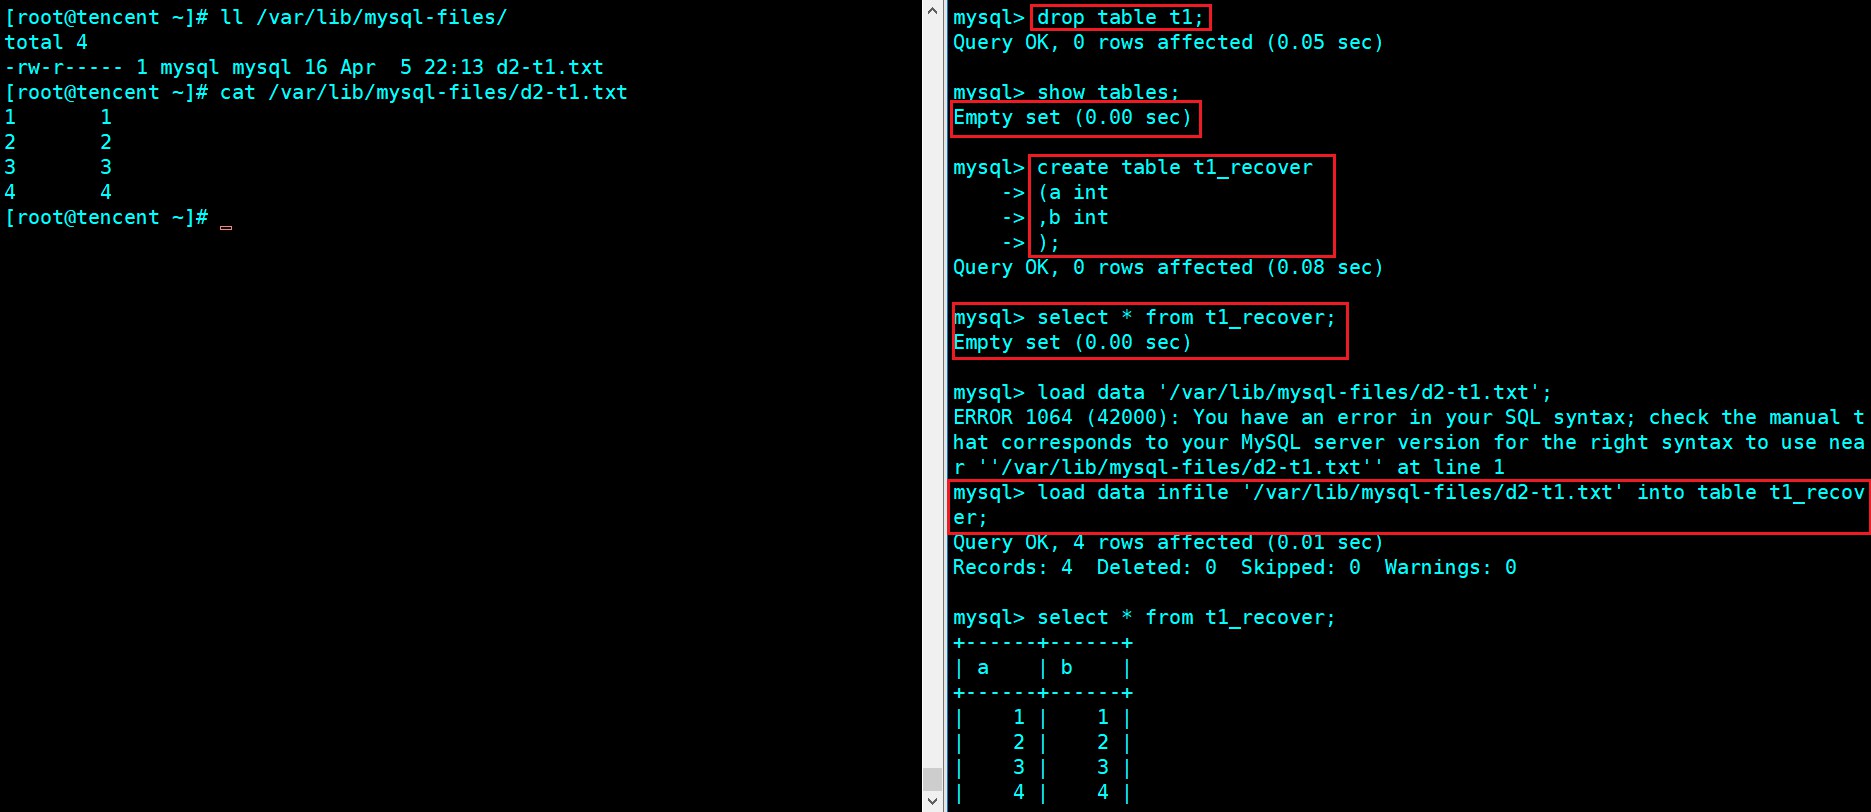 [root@tencent ~]# ll /var/lib/mysql-files/
total 4
-rw-r----- 1 mysql mysql 16 Apr  5 22:13 d2-t1.txt
[root@tencent ~]# cat /var/lib/mysql-files/d2-t1.txt
1       1
2       2
3       3
4       4
[root@tencent ~]#
mysql> drop table t1;
Query OK, 0 rows affected (0.05 sec)
mysql> show tables;
Empty set (0.00 sec)
mysql> create table t1_recover
    -> (a int
    -> ,b int
    -> );
Query OK, 0 rows affected (0.08 sec)
mysql> select * from t1_recover;
Empty set (0.00 sec)
mysql> load data '/var/lib/mysql-files/d2-t1.txt';
ERROR 1064 (42000): You have an error in your SQL syntax; check the manual t
hat corresponds to your MySQL server version for the right syntax to use nea
r ''/var/lib/mysql-files/d2-t1.txt'' at line 1
mysql> load data infile '/var/lib/mysql-files/d2-t1.txt' into table t1_recov
er;
Query OK, 4 rows affected (0.01 sec)
Records: 4  Deleted: 0  Skipped: 0  Warnings: 0
mysql> select * from t1_recover;
+------+------+
| a    | b    |
+------+------+
|    1 |    1 |
|    2 |    2 |
|    3 |    3 |
|    4 |    4 |